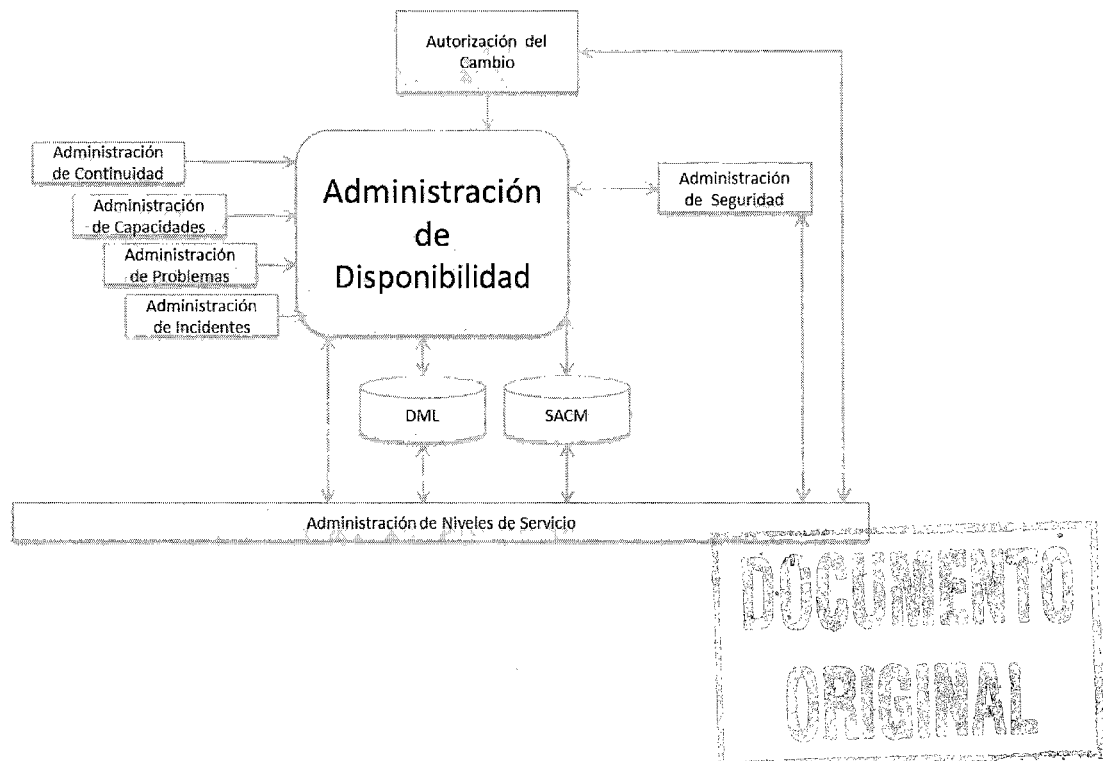 Autorización del
Cambio
Administración
de Continuidad
Administración
de Capacidades
Administración
de Problemas
Administración
de Incidentes
Administración
de
Disponibilidad
Administración
de Seguridad
DML
SACM
Administración de Niveles de Servicio
DOCUMENTO
ORIGINAL